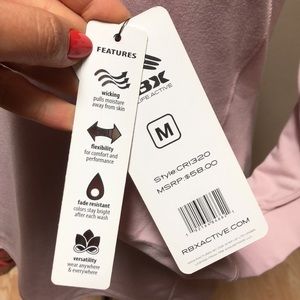 FEATURES
wicking
pulls moisture
away from skin
flexibility
for comfort and
performance
fade resistant
colors stay bright
after each wash
versatility
wear anywhere &
everywhere
BX
LIFE ACTIVE
M
Style:CR1320
MSRP:$58.00
RBXACTIVE.COM